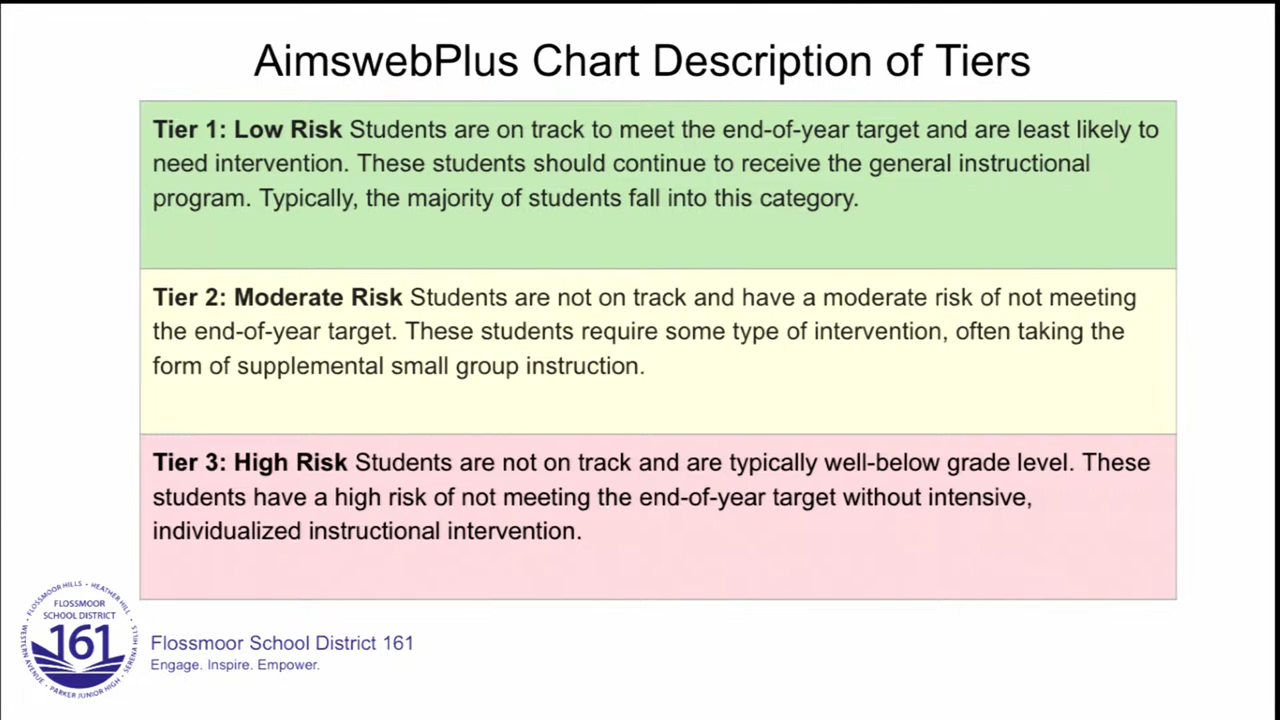 AimswebPlus Chart Description of Tiers
Tier 1: Low Risk Students are on track to meet the end-of-year target and are least likely to
need intervention. These students should continue to receive the general instructional
program. Typically, the majority of students fall into this category.
Tier 2: Moderate Risk Students are not on track and have a moderate risk of not meeting
the end-of-year target. These students require some type of intervention, often taking the
form of supplemental small group instruction.
Tier 3: High Risk Students are not on track and are typically well-below grade level. These
students have a high risk of not meeting the end-of-year target without intensive,
individualized instructional intervention.
FLOSSMOOR HILLS • HEATHER HILL • SERENA HILLS • PARKER JUNIOR HIGH • WESTERN AVENUE •
FLOSSMOOR
SCHOOL DISTRICT
161
Flossmoor School District 161
Engage. Inspire. Empower.